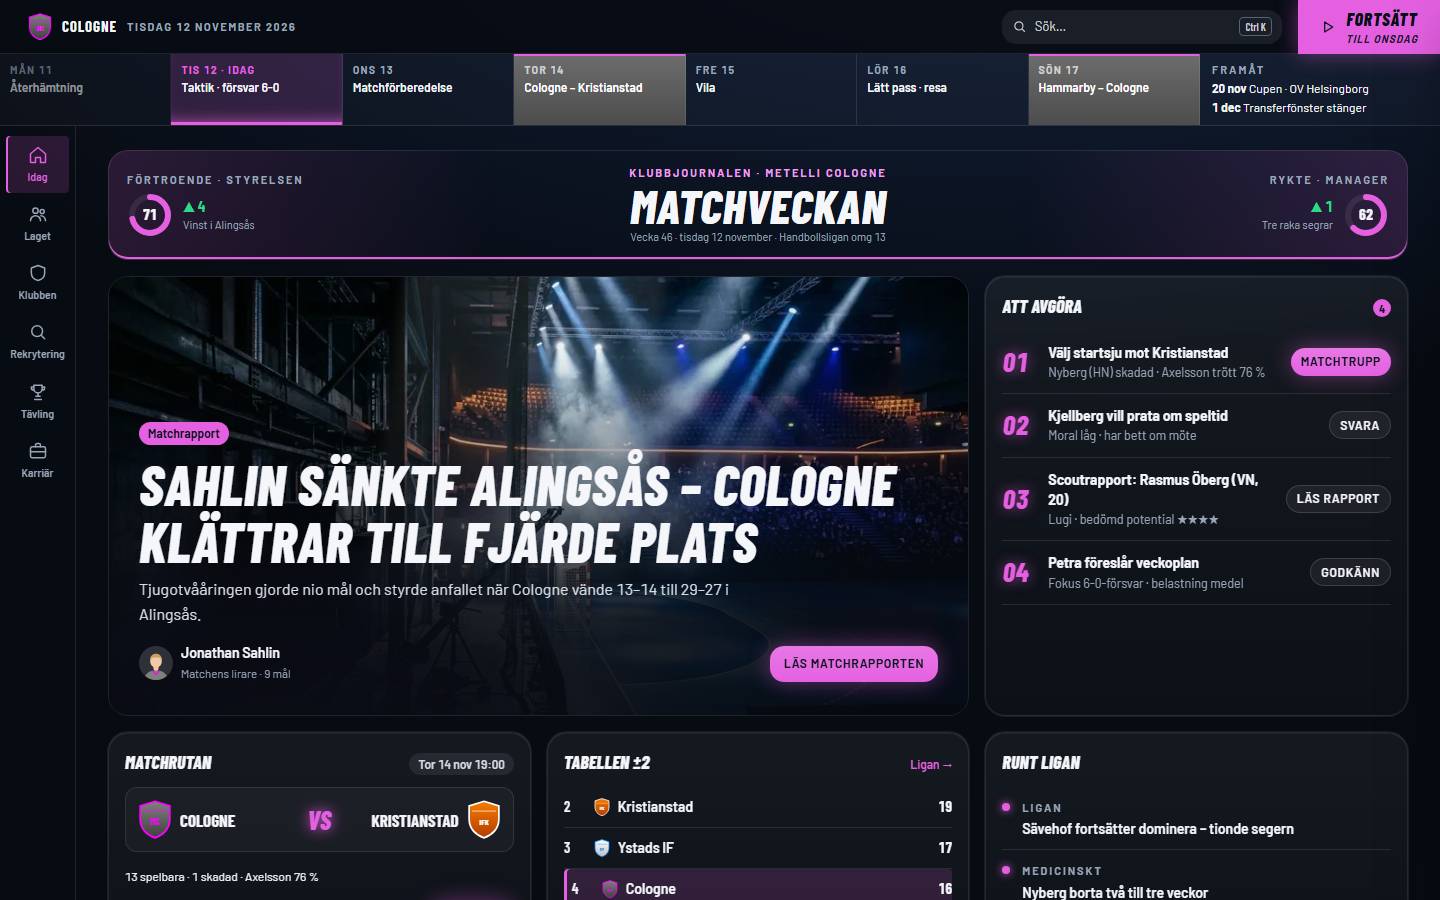 COLOGNE TISDAG 12 NOVEMBER 2026
Sök...
Ctrl K
FORTSÄTT
TILL ONSDAG
MÅN 11
Återhämtning
TIS 12 · IDAG
Taktik · försvar 6-0
ONS 13
Matchförberedelse
TOR 14
Cologne – Kristianstad
FRE 15
Vila
LÖR 16
Lätt pass · resa
SÖN 17
Hammarby – Cologne
FRAMÅT
20 nov Cupen · OV Helsingborg
1 dec Transferfönster stänger
Idag
Laget
Klubben
Rekrytering
Tävling
Karriär
FÖRTROENDE · STYRELSEN
71
▲4
Vinst i Alingsås
KLUBBJOURNALEN · METELLI COLOGNE
MATCHVECKAN
Vecka 46 · tisdag 12 november · Handbollsligan omg 13
RYKTE · MANAGER
▲1
Tre raka segrar
62
Matchrapport
SAHLIN SÄNKTE ALINGSÅS – COLOGNE
KLÄTTRAR TILL FJÄRDE PLATS
Tjugotvååringen gjorde nio mål och styrde anfallet när Cologne vände 13–14 till 29–27 i
Alingsås.
Jonathan Sahlin
Matchens lirare · 9 mål
LÄS MATCHRAPPORTEN
ATT AVGÖRA
4
01
Välj startsju mot Kristianstad
Nyberg (HN) skadad · Axelsson trött 76 %
MATCHTRUPP
02
Kjellberg vill prata om speltid
Moral låg · har bett om möte
SVARA
03
Scoutrapport: Rasmus Öberg (VN,
20)
Lugi · bedömd potential ★★★★
LÄS RAPPORT
04
Petra föreslår veckoplan
Fokus 6-0-försvar · belastning medel
GODKÄNN
MATCHRUTAN
Tor 14 nov 19:00
COLOGNE
VS
KRISTIANSTAD
IFK
13 spelbara · 1 skadad · Axelsson 76 %
TABELLEN ±2
Ligan →
2 Kristianstad 19
3 Ystads IF 17
4 Cologne 16
RUNT LIGAN
LIGAN
Sävehof fortsätter dominera – tionde segern
MEDICINSKT
Nyberg borta två till tre veckor